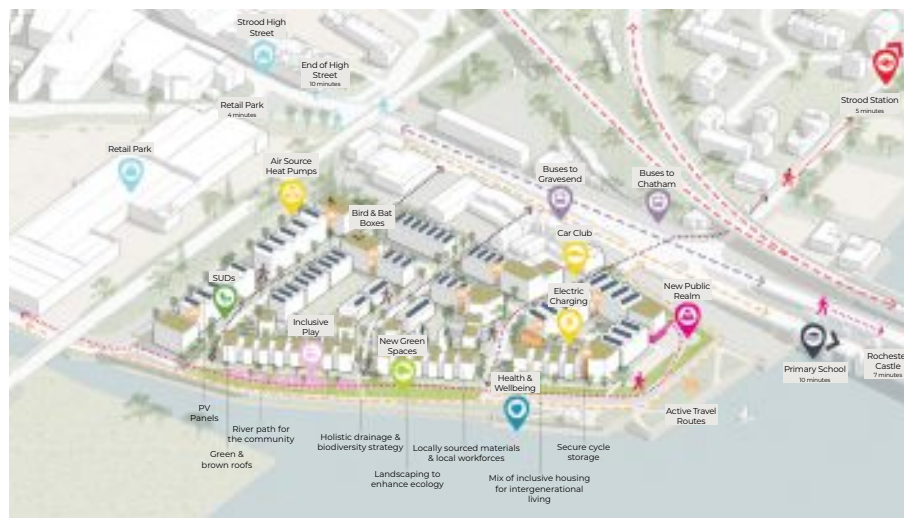 Strood High
Street
End of High
Street
10 minutes
Strood Station
5 minutes
Retail Park
4 minutes
Retail Park
Air Source
Heat Pumps
Buses to
Gravesend
Buses to
Chatham
Bird & Bat
Boxes
Car Club
SUDs
Electric
Charging
New Public
Realm
Inclusive
Play
New Green
Spaces
Primary School
10 minutes
Rocheste
Castle
7 minutes
Health &
Wellbeing
PV
Panels
Active Travel
Routes
River path for
the community
Green &
brown roofs
Holistic drainage &
biodiversity strategy
Locally sourced materials
& local workforces
Secure cycle
storage
Landscaping to
enhance ecology
Mix of inclusive housing
for intergenerational
living